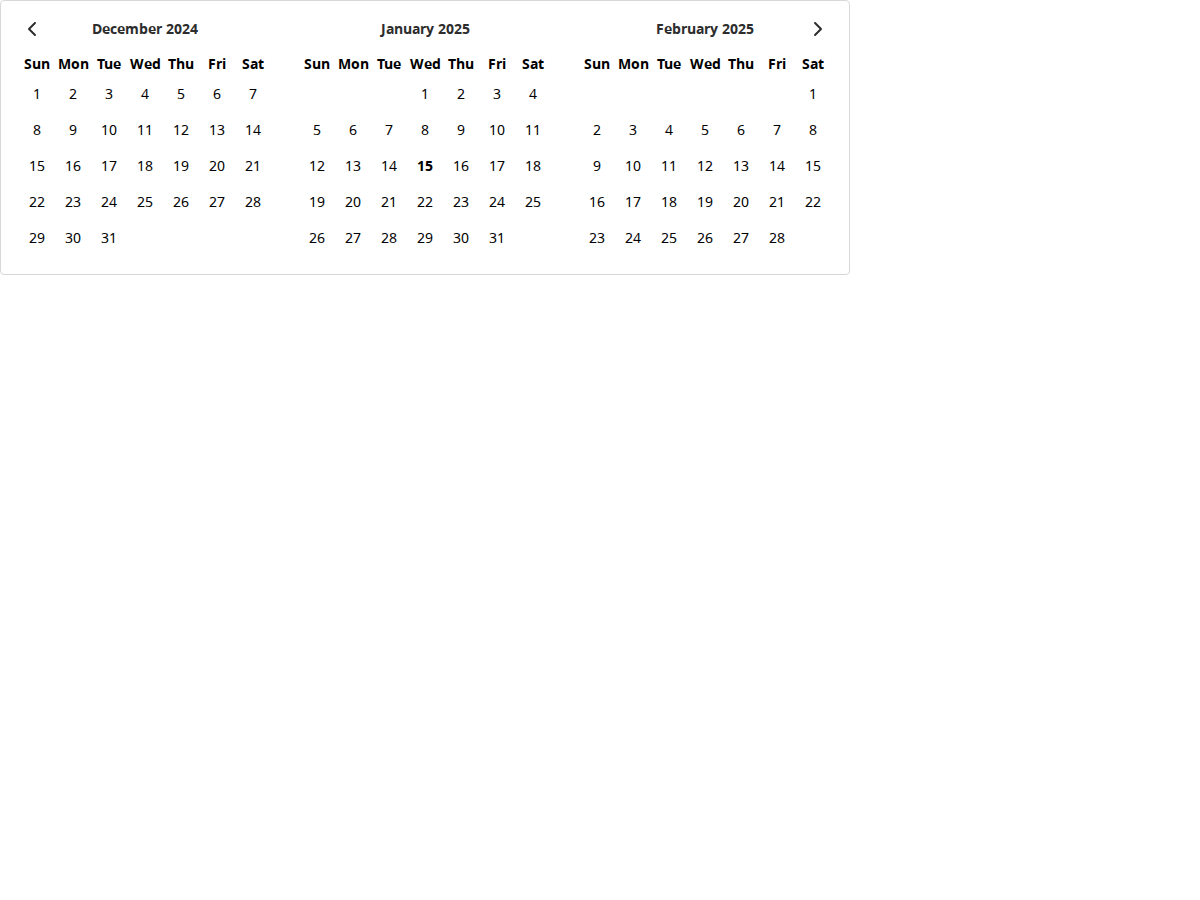 December 2024
Sun Mon Tue Wed Thu Fri Sat
1 2 3 4 5 6 7
8 9 10 11 12 13 14
15 16 17 18 19 20 21
22 23 24 25 26 27 28
29 30 31
January 2025
Sun Mon Tue Wed Thu Fri Sat
1 2 3 4
5 6 7 8 9 10 11
12 13 14 15 16 17 18
19 20 21 22 23 24 25
26 27 28 29 30 31
February 2025
Sun Mon Tue Wed Thu Fri Sat
1
2 3 4 5 6 7 8
9 10 11 12 13 14 15
16 17 18 19 20 21 22
23 24 25 26 27 28